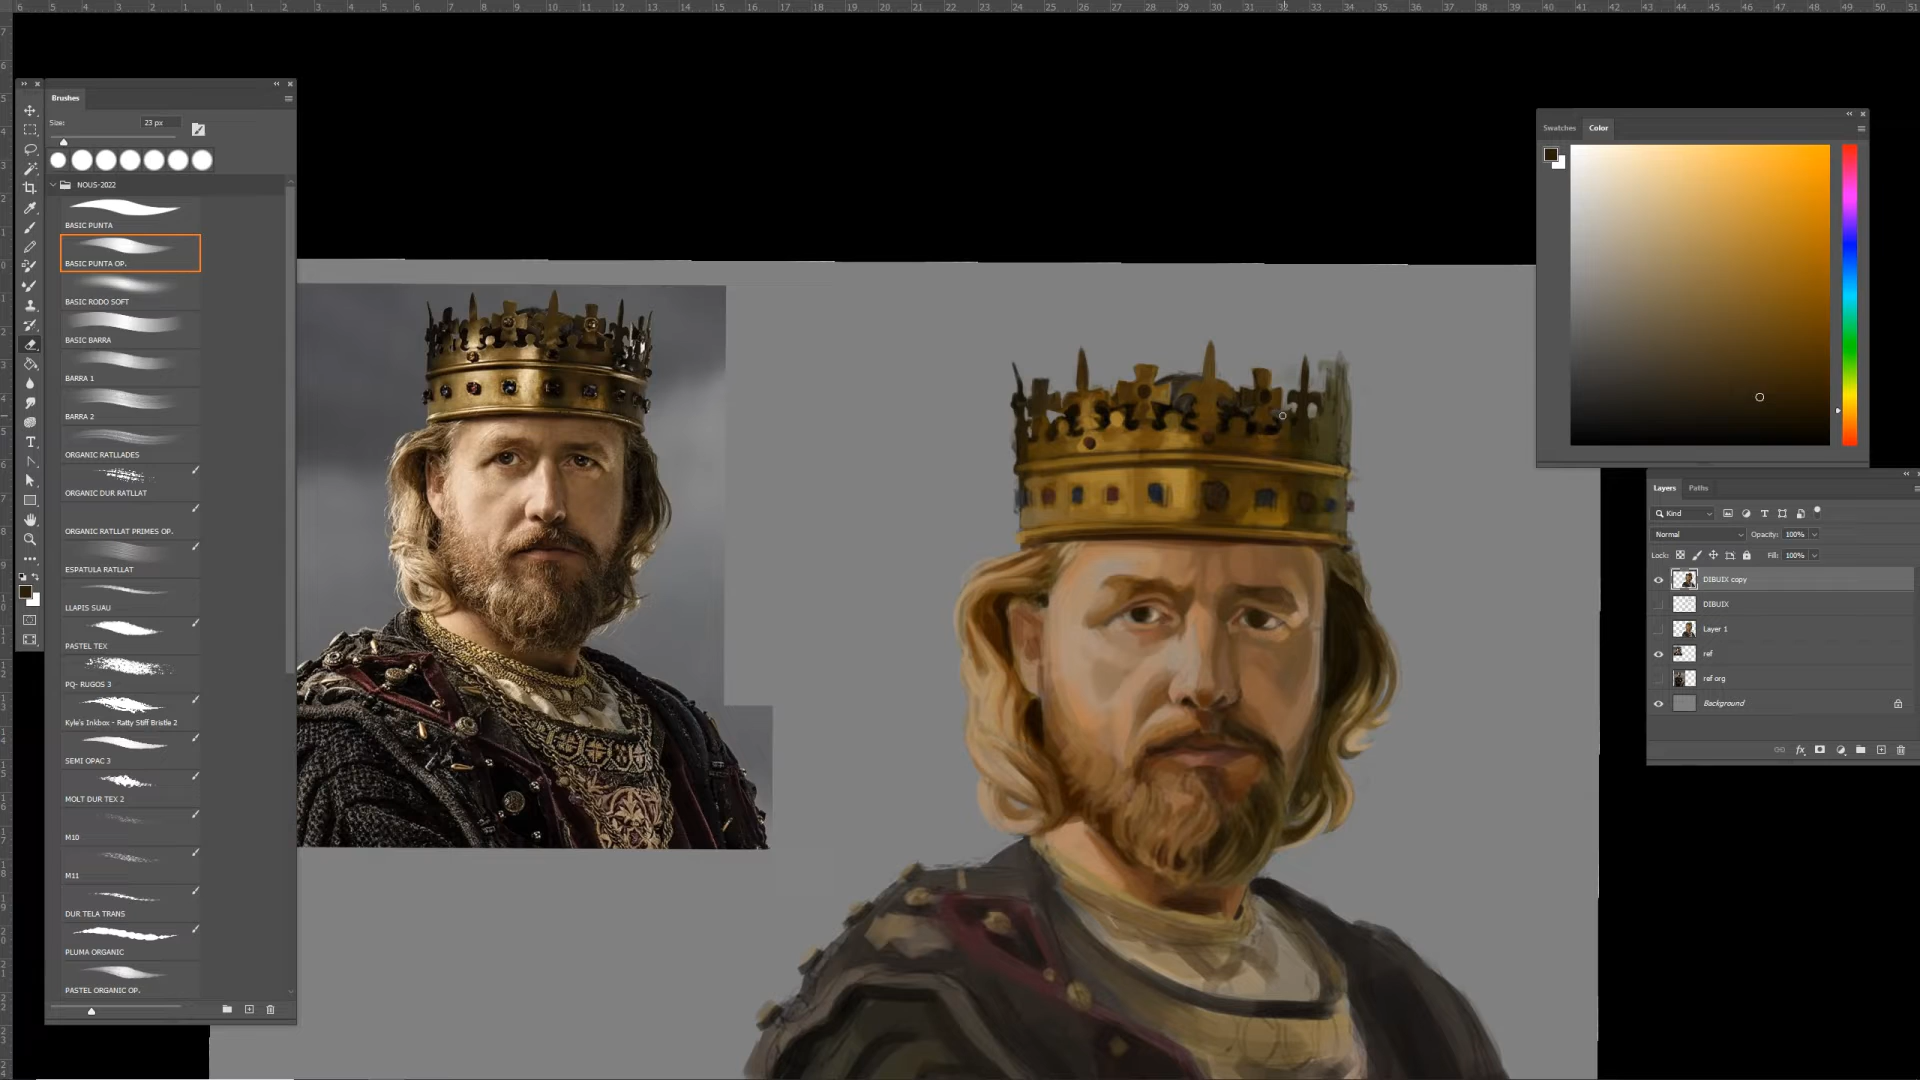 Brushes
Size:
23 px
NOUS-2022
BASIC PUNTA
BASIC PUNTA OP.
BASIC RODO SOFT
BASIC BARRA
BARRA 1
BARRA 2
ORGANIC RATLLADES
ORGANIC DUR RATLLAT
ORGANIC RATLLAT PRIMES OP.
ESPATULA RATLLAT
LLAPIS SUAU
PASTEL TEX
PQ- RUGOS 3
Kyle's Inkbox - Ratty Stiff Bristle 2
SEMI OPAC 3
MOLT DUR TEX 2
M10
M11
DUR TELA TRANS
PLUMA ORGANIC
PASTEL ORGANIC OP.
Swatches Color
Layers Paths
Kind
Normal Opacity: 100%
Lock: Fill: 100%
DIBUIX copy
DIBUIX
Layer 1
ref
ref org
Background